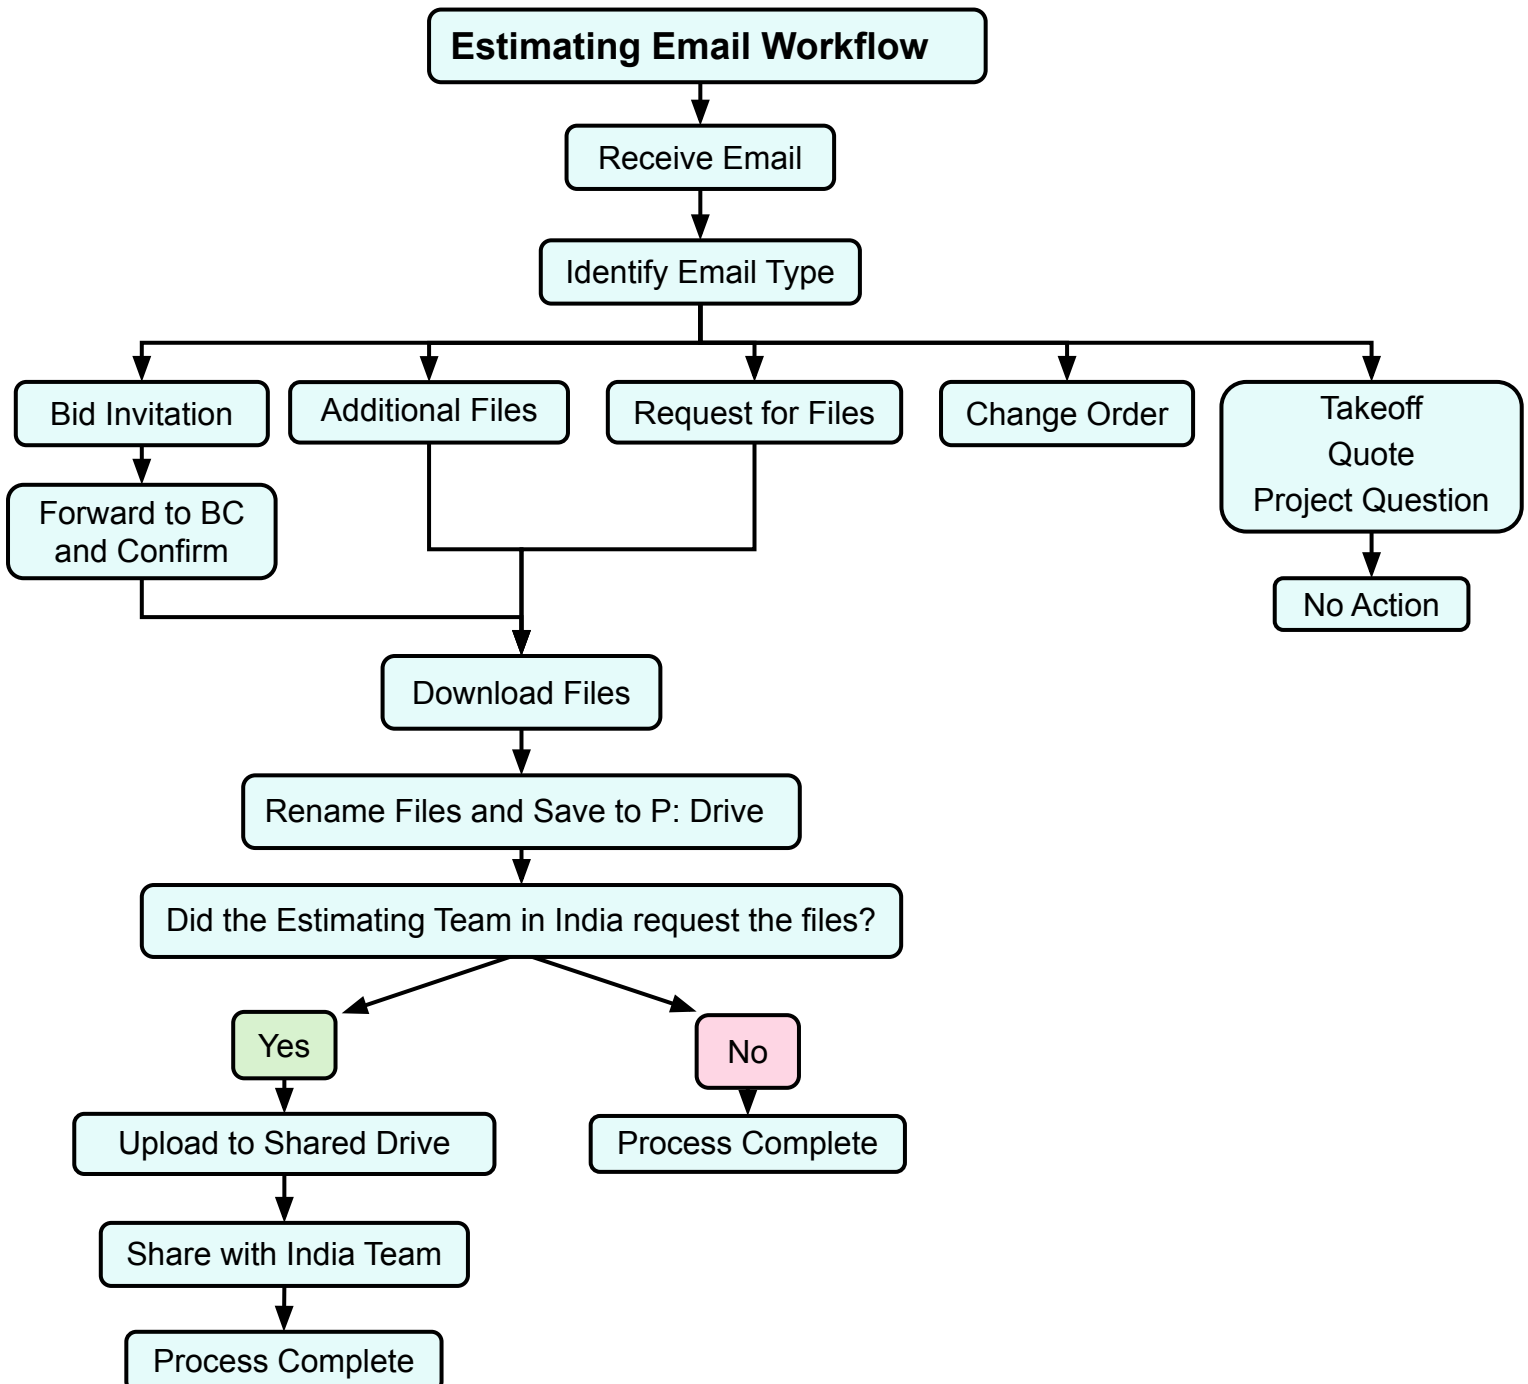 Estimating Email Workflow
Receive Email
Identify Email Type
Bid Invitation
Additional Files
Request for Files
Change Order
Takeoff
Quote
Project Question
Forward to BC
and Confirm
No Action
Download Files
Rename Files and Save to P: Drive
Did the Estimating Team in India request the files?
Yes
No
Upload to Shared Drive
Process Complete
Share with India Team
Process Complete